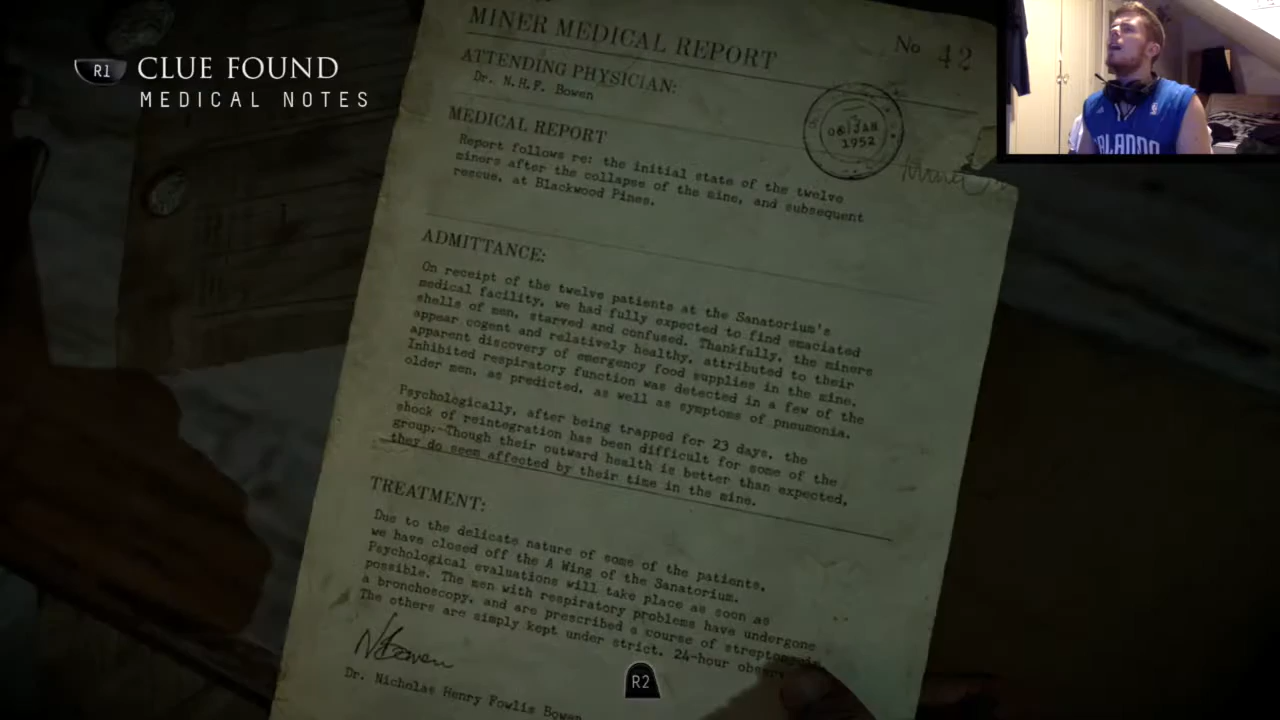 R1 CLUE FOUND
MEDICAL NOTES
MINER MEDICAL REPORT
No 42
ATTENDING PHYSICIAN:
Dr. N.H.F. Bowen
MEDICAL REPORT
08 JAN
1952
Report follows re: the initial state of the twelve
miners after the collapse of the mine, and subsequent
rescue, at Blackwood Pines.
ADMITTANCE:
On receipt of the twelve patients at the Sanatorium's
medical facility, we had fully expected to find emaciated
shells of men, starved and confused. Thankfully, the miners
appear cogent and relatively healthy, attributed to their
apparent discovery of emergency food supplies in the mine.
Inhibited respiratory function was detected in a few of the
older men, as predicted, as well as symptoms of pneumonia.
Psychologically, after being trapped for 23 days, the
shock of reintegration has been difficult for some of the
group. Though their outward health is better than expected,
they do seem affected by their time in the mine.
TREATMENT:
Due to the delicate nature of some of the patients,
we have closed off the A Wing of the Sanatorium.
Psychological evaluations will take place as soon as
possible. The men with respiratory problems have undergone
a bronchoscopy, and are prescribed a course of
The others are simply kept under strict, 24-hour
NBowen
Dr. Nicholas Henry Fowlis Bowen
R2
ORLANDO